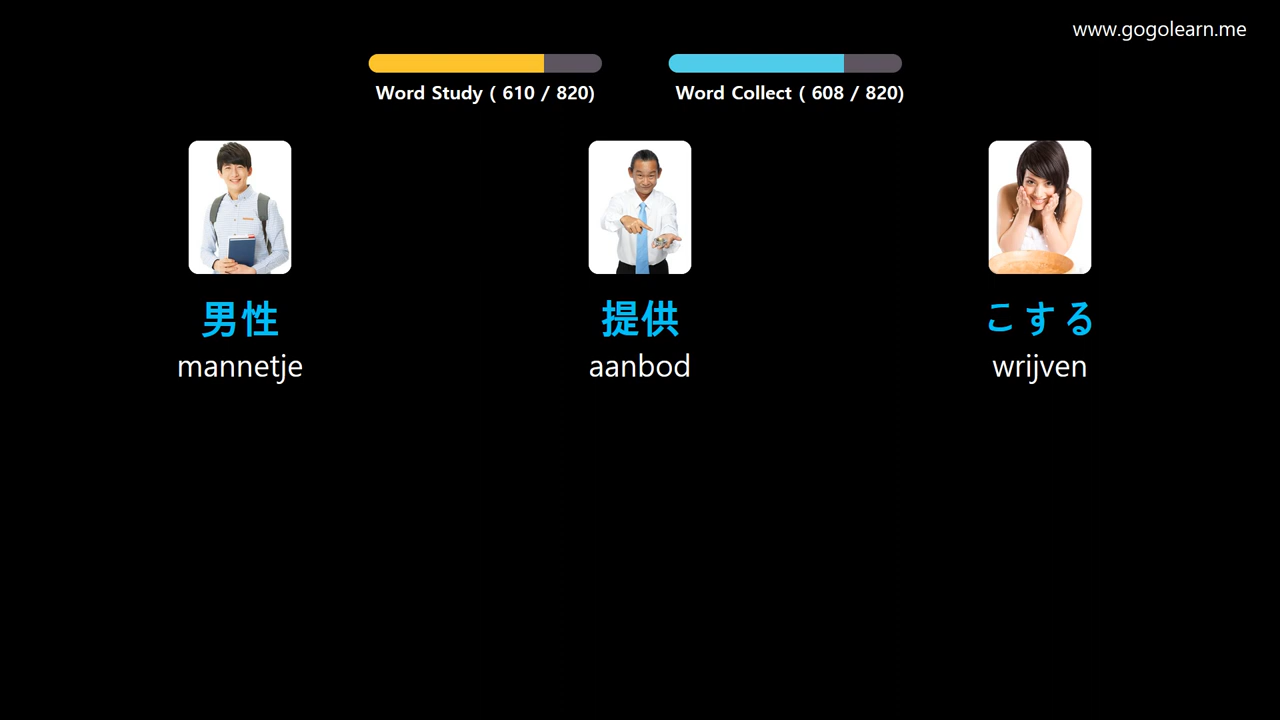 www.gogolearn.me
Word Study ( 610 / 820)
Word Collect ( 608 / 820)
男性
提供
こする
mannetje
aanbod
wrijven